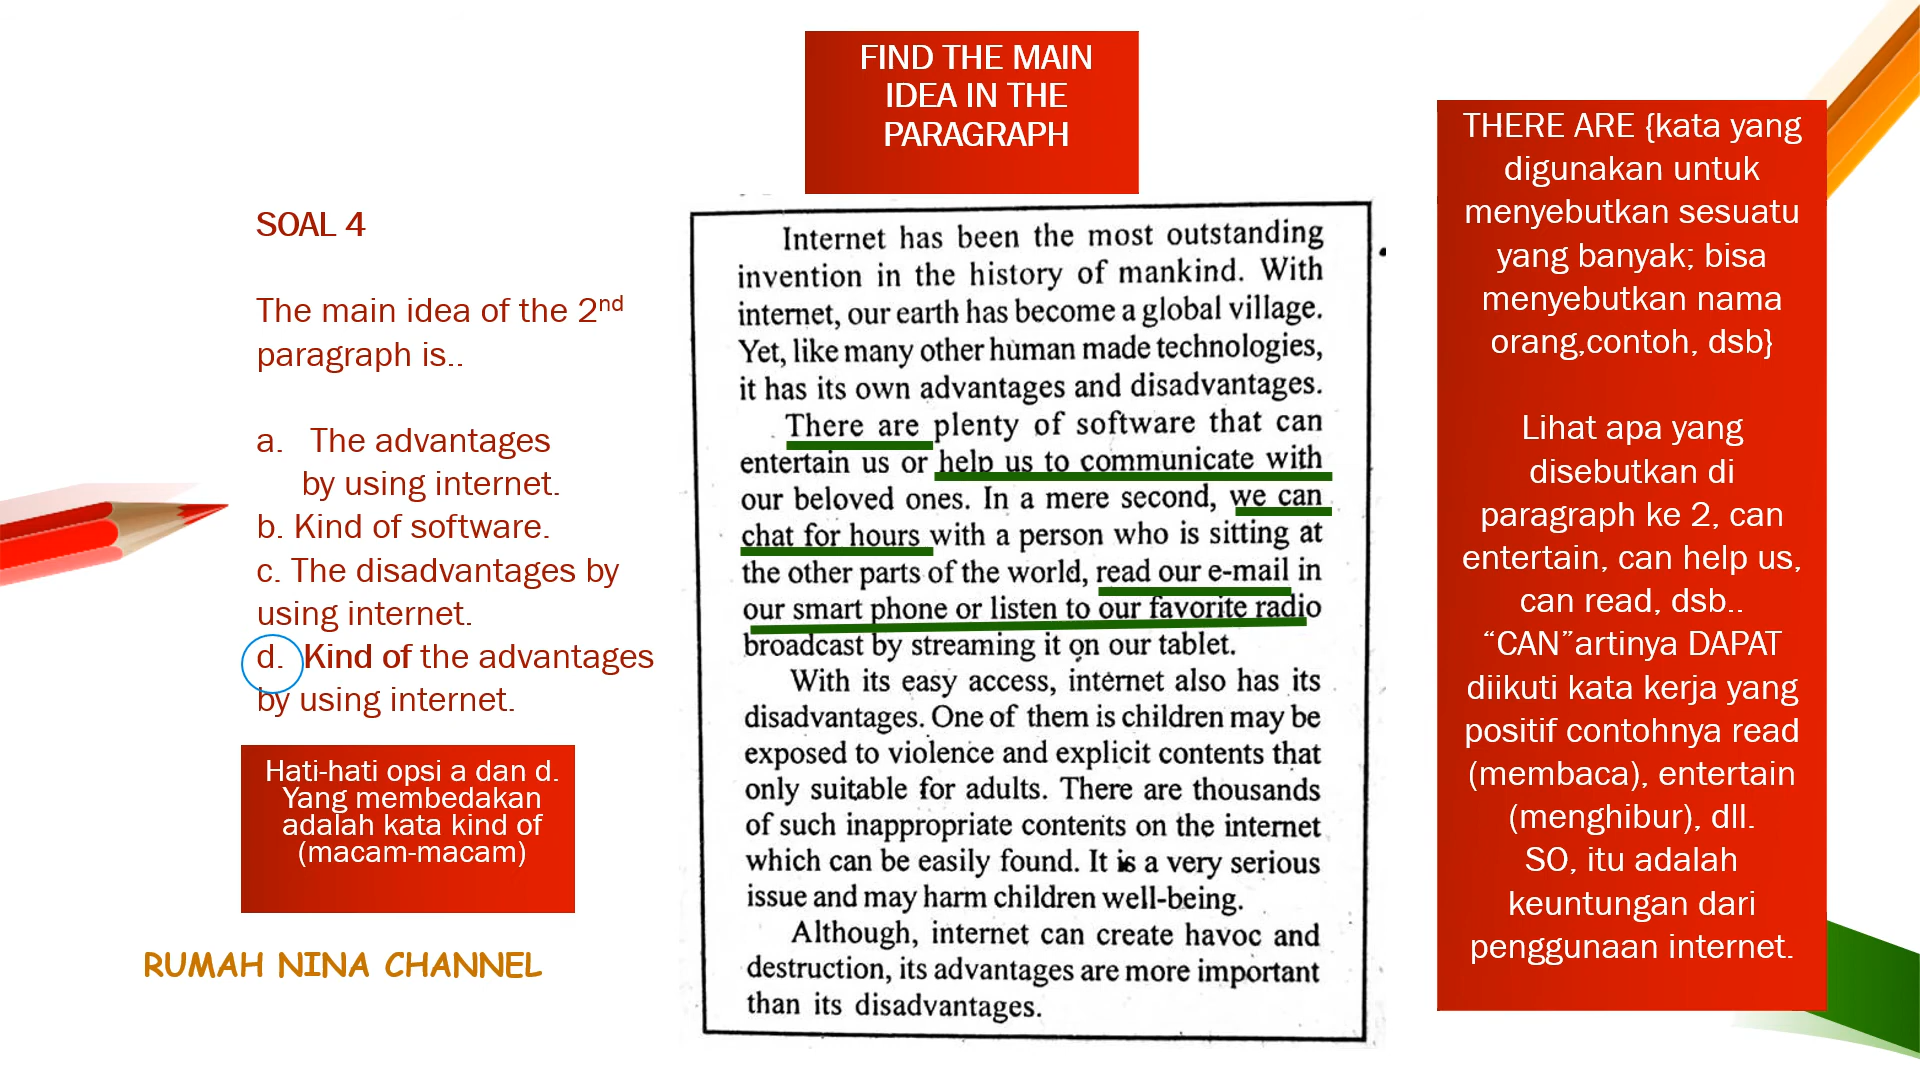 FIND THE MAIN
IDEA IN THE
PARAGRAPH
SOAL 4
The main idea of the 2nd
paragraph is..
a. The advantages
by using internet.
b. Kind of software.
c. The disadvantages by
using internet.
d. Kind of the advantages
by using internet.
Hati-hati opsi a dan d.
Yang membedakan
adalah kata kind of
(macam-macam)
RUMAH NINA CHANNEL
Internet has been the most outstanding
invention in the history of mankind. With
internet, our earth has become a global village.
Yet, like many other human made technologies,
it has its own advantages and disadvantages.
There are plenty of software that can
entertain us or help us to communicate with
our beloved ones. In a mere second, we can
chat for hours with a person who is sitting at
the other parts of the world, read our e-mail in
our smart phone or listen to our favorite radio
broadcast by streaming it on our tablet.
With its easy access, internet also has its
disadvantages. One of them is children may be
exposed to violence and explicit contents that
only suitable for adults. There are thousands
of such inappropriate contents on the internet
which can be easily found. It is a very serious
issue and may harm children well-being.
Although, internet can create havoc and
destruction, its advantages are more important
than its disadvantages.
THERE ARE {kata yang
digunakan untuk
menyebutkan sesuatu
yang banyak; bisa
menyebutkan nama
orang,contoh, dsb}
Lihat apa yang
disebutkan di
paragraph ke 2, can
entertain, can help us,
can read, dsb..
“CAN”artinya DAPAT
diikuti kata kerja yang
positif contohnya read
(membaca), entertain
(menghibur), dll.
SO, itu adalah
keuntungan dari
penggunaan internet.